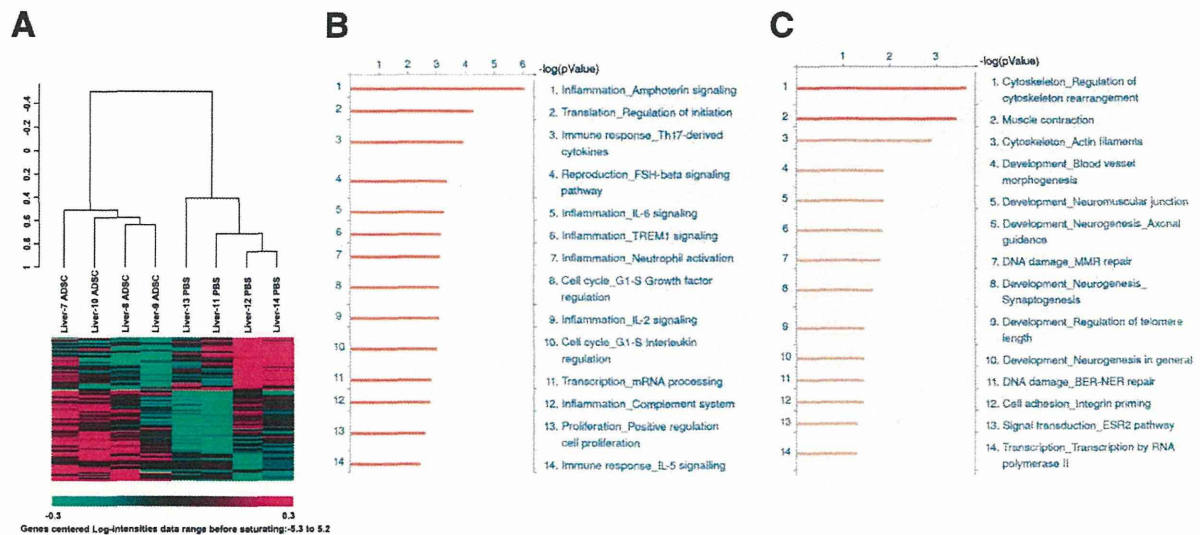 A
B
C
-0.4
-0.2
0
0.2
0.4
0.6
0.8
1
Liver-7 ADSC
Liver-10 ADSC
Liver-8 ADSC
Liver-9 ADSC
Liver-13 PBS
Liver-11 PBS
Liver-12 PBS
Liver-14 PBS
-0.3
0.3
Genes centered Log-intensities data range before saturating:-5.3 to 5.2
1 2 3 4 5 6
-log(pValue)
1
2
3
4
5
6
7
8
9
10
11
12
13
14
1. Inflammation_Amphoterin signaling
2. Translation_Regulation of initiation
3. Immune response_Th17-derived
cytokines
4. Reproduction_FSH-beta signaling
pathway
5. Inflammation_IL-6 signaling
6. Inflammation_TREM1 signaling
7. Inflammation_Neutrophil activation
8. Cell cycle_G1-S Growth factor
regulation
9. Inflammation_IL-2 signaling
10. Cell cycle_G1-S Interleukin
regulation
11. Transcription_mRNA processing
12. Inflammation_Complement system
13. Proliferation_Positive regulation
cell proliferation
14. Immune response_IL-5 signalling
1 2 3
-log(pValue)
1
2
3
4
5
6
7
8
9
10
11
12
13
14
1. Cytoskeleton_Regulation of
cytoskeleton rearrangement
2. Muscle contraction
3. Cytoskeleton_Actin filaments
4. Development_Blood vessel
morphogenesis
5. Development_Neuromuscular junction
6. Development_Neurogenesis_Axonal
guidance
7. DNA damage_MMR repair
8. Development_Neurogenesis_
Synaptogenesis
9. Development_Regulation of telomere
length
10. Development_Neurogenesis in general
11. DNA damage_BER-NER repair
12. Cell adhesion_Integrin priming
13. Signal transduction_ESR2 pathway
14. Transcription_Transcription by RNA
polymerase II